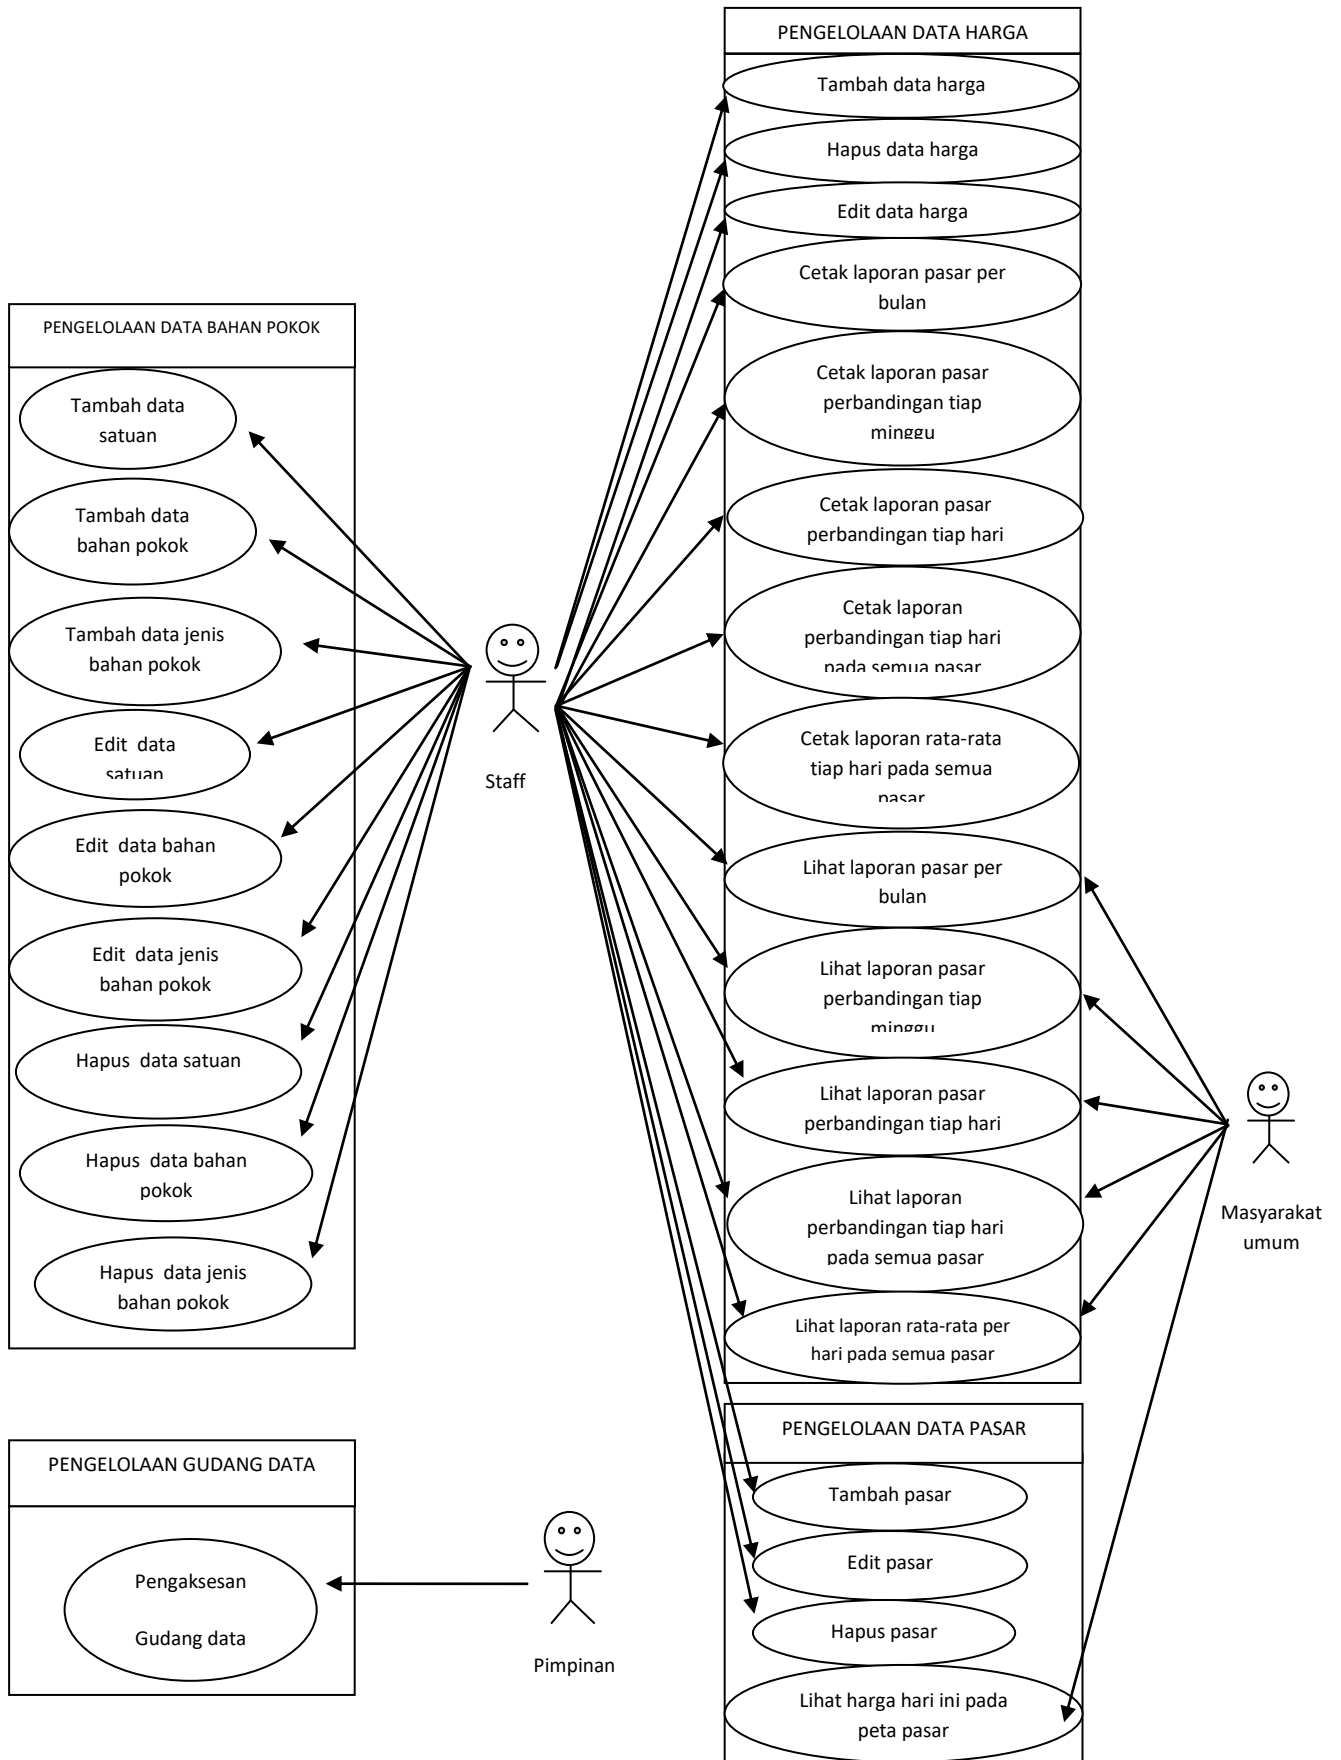 PENGELOLAAN DATA HARGA
Tambah data harga
Hapus data harga
Edit data harga
Cetak laporan pasar per
bulan
Cetak laporan pasar
perbandingan tiap
minggu
Cetak laporan pasar
perbandingan tiap hari
Cetak laporan
perbandingan tiap hari
pada semua pasar
Cetak laporan rata-rata
tiap hari pada semua
pasar
Lihat laporan pasar per
bulan
Lihat laporan pasar
perbandingan tiap
minggu
Lihat laporan pasar
perbandingan tiap hari
Lihat laporan
perbandingan tiap hari
pada semua pasar
Lihat laporan rata-rata per
hari pada semua pasar
PENGELOLAAN DATA BAHAN POKOK
Tambah data
satuan
Tambah data
bahan pokok
Tambah data jenis
bahan pokok
Edit  data
satuan
Edit  data bahan
pokok
Edit  data jenis
bahan pokok
Hapus  data satuan
Hapus  data bahan
pokok
Hapus  data jenis
bahan pokok
Staff
Masyarakat
umum
PENGELOLAAN GUDANG DATA
Pengaksesan
Gudang data
Pimpinan
PENGELOLAAN DATA PASAR
Tambah pasar
Edit pasar
Hapus pasar
Lihat harga hari ini pada
peta pasar